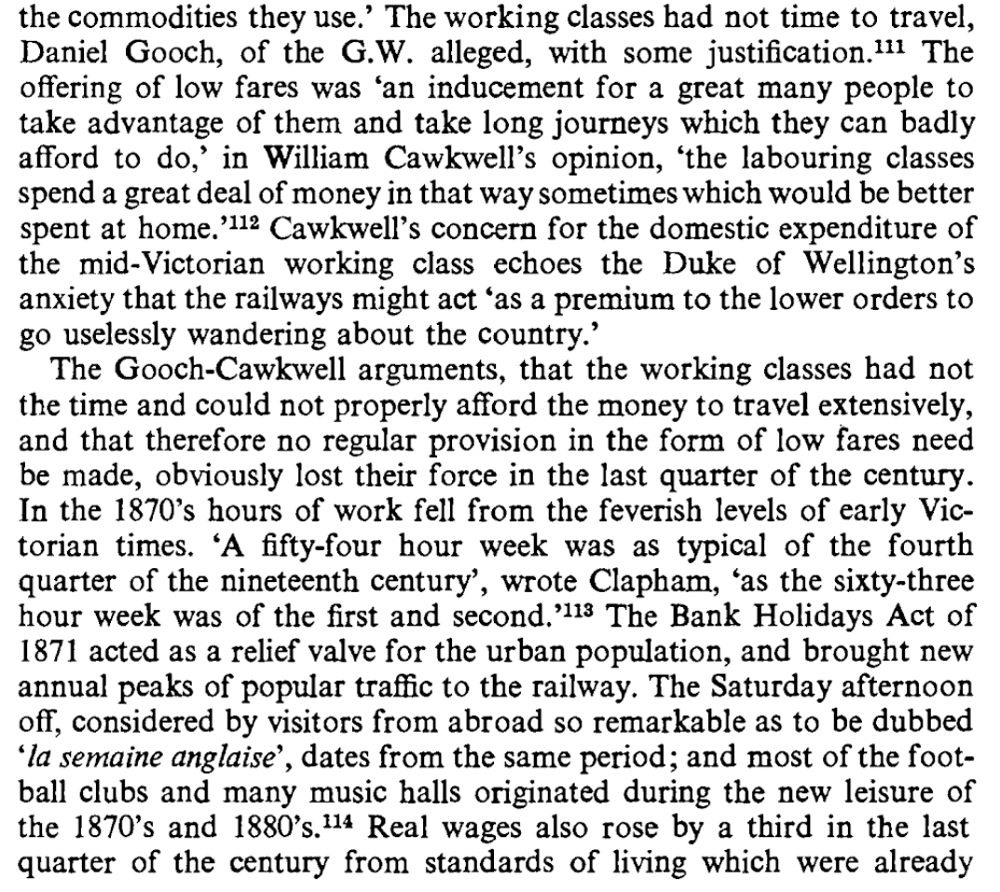 the commodities they use.’ The working classes had not time to travel,
Daniel Gooch, of the G.W. alleged, with some justification.¹¹¹ The
offering of low fares was ‘an inducement for a great many people to
take advantage of them and take long journeys which they can badly
afford to do,’ in William Cawkwell’s opinion, ‘the labouring classes
spend a great deal of money in that way sometimes which would be better
spent at home.’¹¹² Cawkwell’s concern for the domestic expenditure of
the mid-Victorian working class echoes the Duke of Wellington’s
anxiety that the railways might act ‘as a premium to the lower orders to
go uselessly wandering about the country.’
The Gooch-Cawkwell arguments, that the working classes had not
the time and could not properly afford the money to travel extensively,
and that therefore no regular provision in the form of low fares need
be made, obviously lost their force in the last quarter of the century.
In the 1870’s hours of work fell from the feverish levels of early Vic-
torian times. ‘A fifty-four hour week was as typical of the fourth
quarter of the nineteenth century’, wrote Clapham, ‘as the sixty-three
hour week was of the first and second.’¹¹³ The Bank Holidays Act of
1871 acted as a relief valve for the urban population, and brought new
annual peaks of popular traffic to the railway. The Saturday afternoon
off, considered by visitors from abroad so remarkable as to be dubbed
‘la semaine anglaise’, dates from the same period; and most of the foot-
ball clubs and many music halls originated during the new leisure of
the 1870’s and 1880’s.¹¹⁴ Real wages also rose by a third in the last
quarter of the century from standards of living which were already